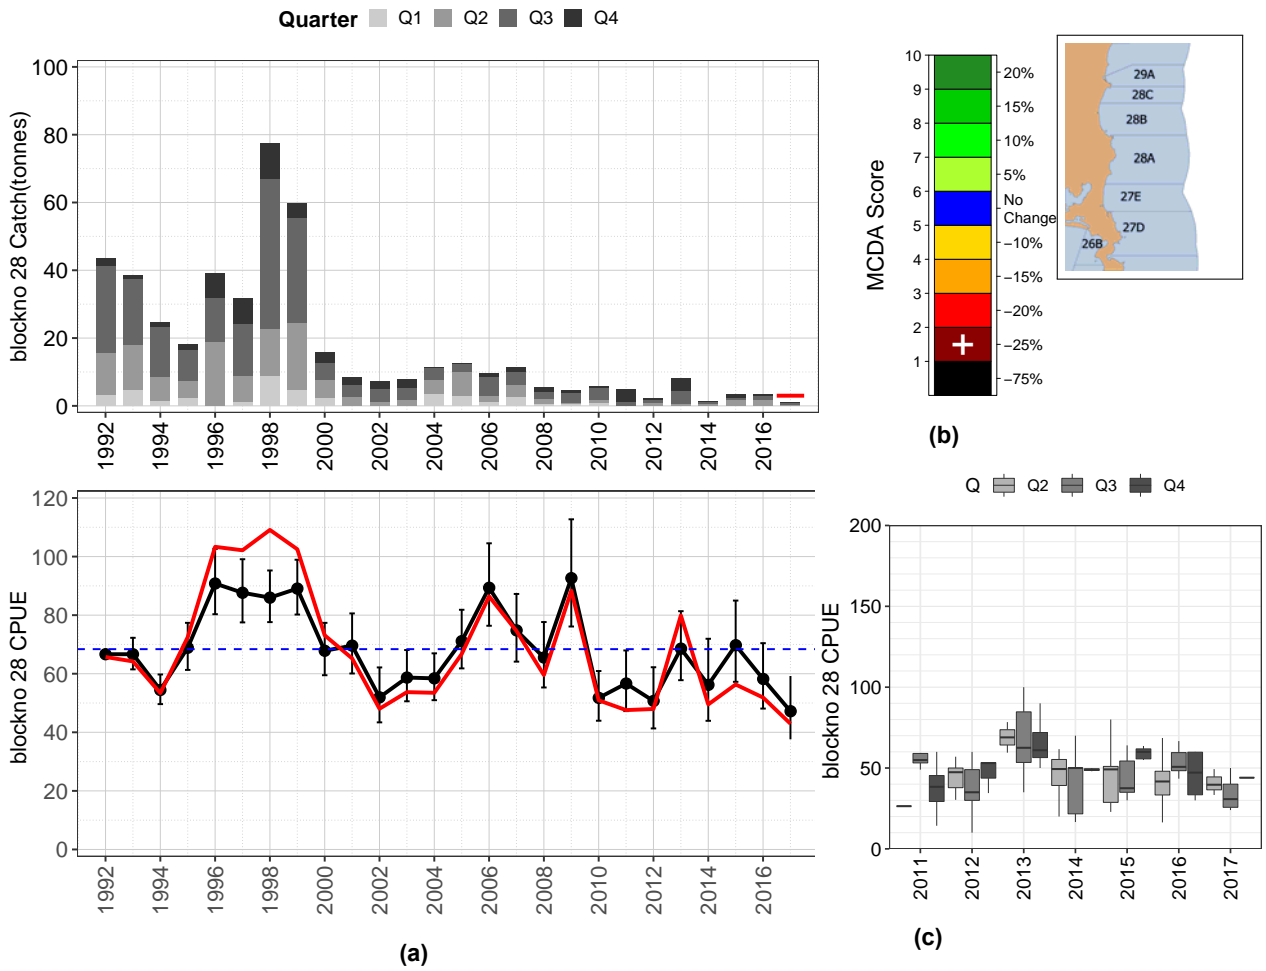 Quarter Q1 Q2 Q3 Q4
blockno 28 Catch(tonnes)
100
80
60
40
20
0
1992 1994 1996 1998 2000 2002 2004 2006 2008 2010 2012 2014 2016
blockno 28 CPUE
120
100
80
60
40
20
0
1992 1994 1996 1998 2000 2002 2004 2006 2008 2010 2012 2014 2016
(a)
MCDA Score
10
9
8
7
6
5
4
3
2
1
20%
15%
10%
5%
No
Change
−10%
−15%
−20%
−25%
−75%
29A
28C
28B
28A
27E
27D
26B
(b)
Q Q2 Q3 Q4
blockno 28 CPUE
200
150
100
50
0
2011 2012 2013 2014 2015 2016 2017
(c)